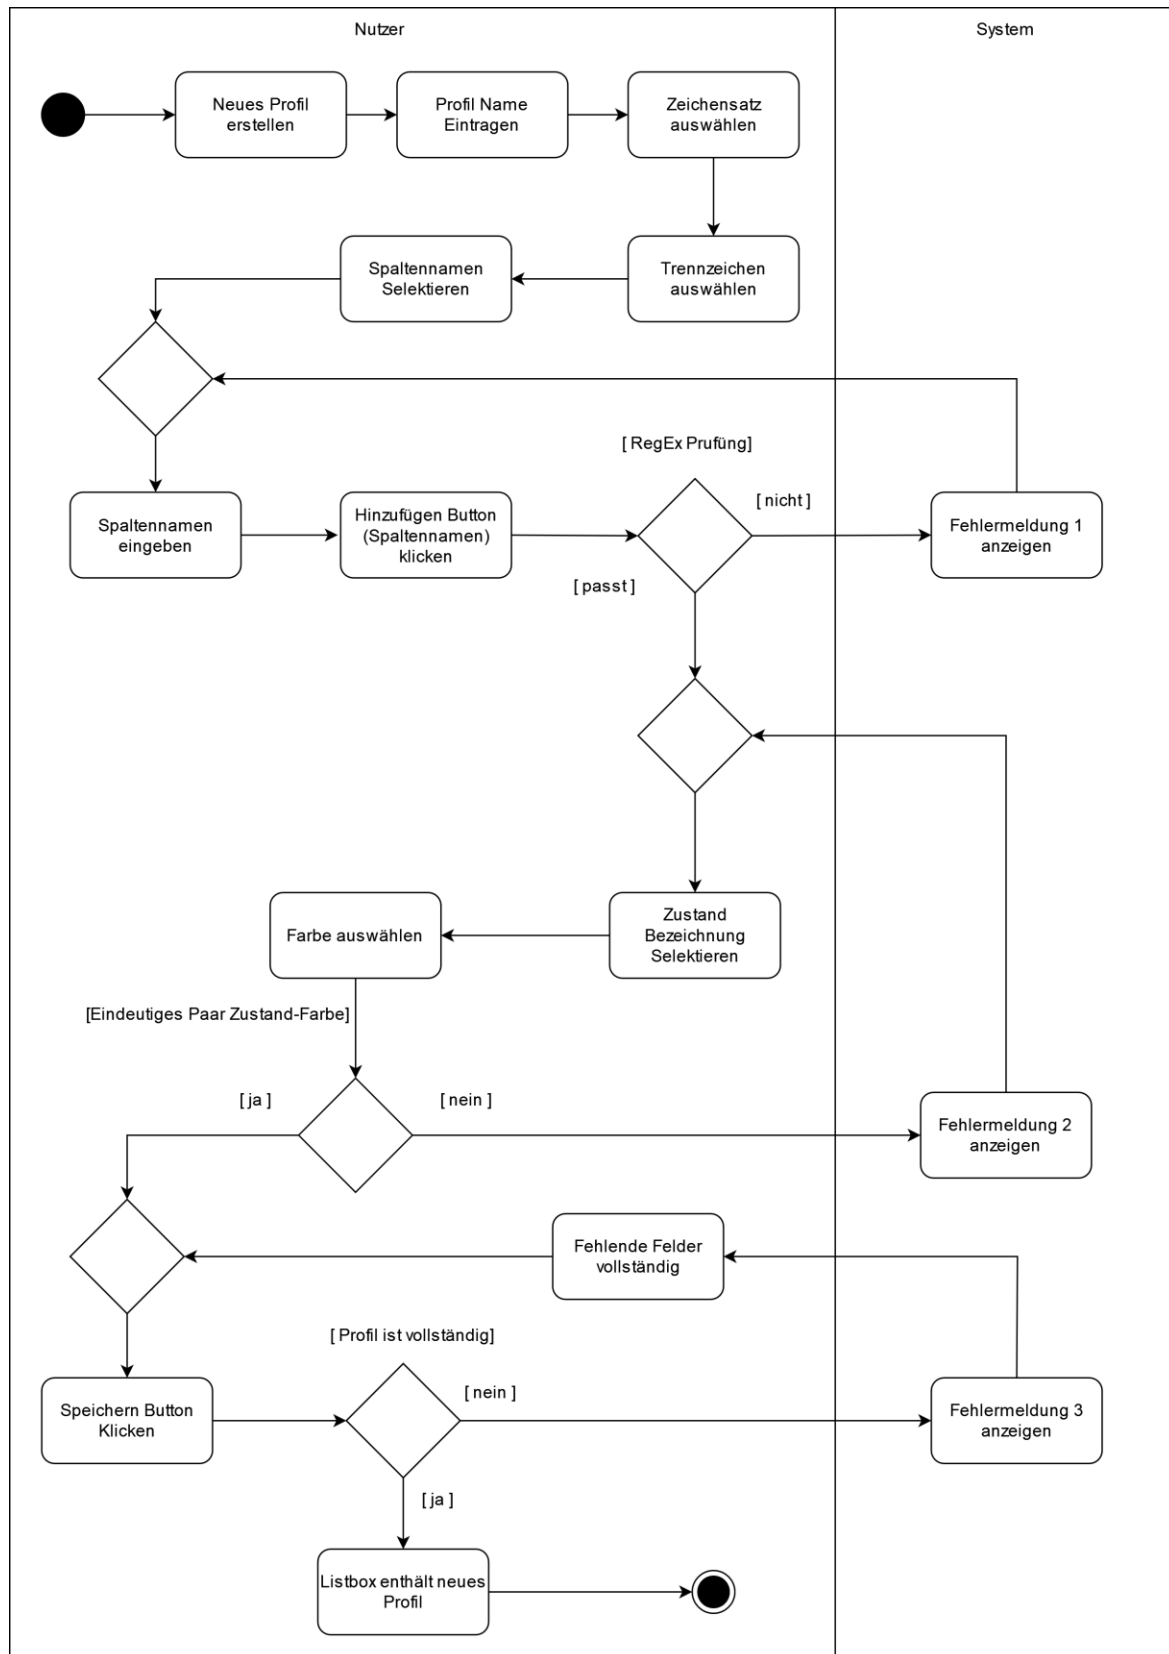 Nutzer
System
Neues Profil
erstellen
Profil Name
Eintragen
Zeichensatz
auswählen
Spaltennamen
Selektieren
Trennzeichen
auswählen
[ RegEx Prufüng]
[ nicht ]
Spaltennamen
eingeben
Hinzufügen Button
(Spaltennamen)
klicken
Fehlermeldung 1
anzeigen
[ passt ]
Farbe auswählen
Zustand
Bezeichnung
Selektieren
[Eindeutiges Paar Zustand-Farbe]
[ ja ]
[ nein ]
Fehlermeldung 2
anzeigen
Fehlende Felder
vollständig
[ Profil ist vollständig]
[ nein ]
Speichern Button
Klicken
Fehlermeldung 3
anzeigen
[ ja ]
Listbox enthält neues
Profil